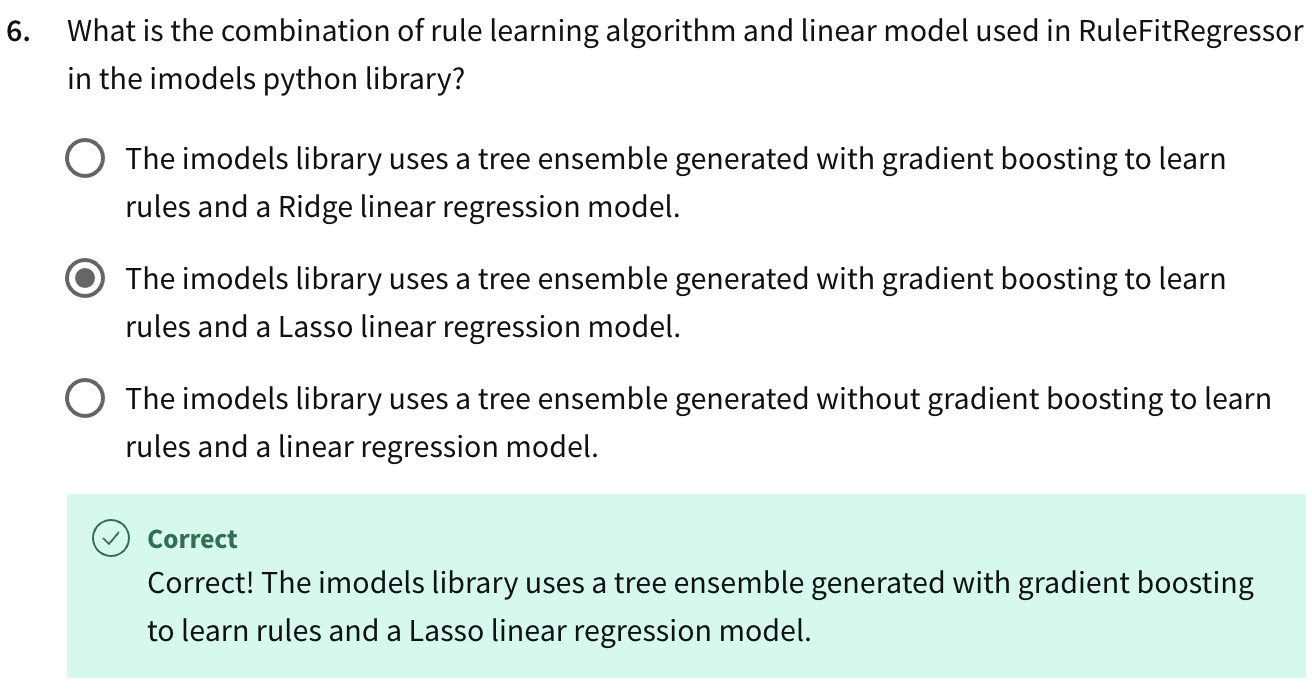 6. What is the combination of rule learning algorithm and linear model used in RuleFitRegressor
in the imodels python library?
The imodels library uses a tree ensemble generated with gradient boosting to learn
rules and a Ridge linear regression model.
The imodels library uses a tree ensemble generated with gradient boosting to learn
rules and a Lasso linear regression model.
The imodels library uses a tree ensemble generated without gradient boosting to learn
rules and a linear regression model.
Correct
Correct! The imodels library uses a tree ensemble generated with gradient boosting
to learn rules and a Lasso linear regression model.